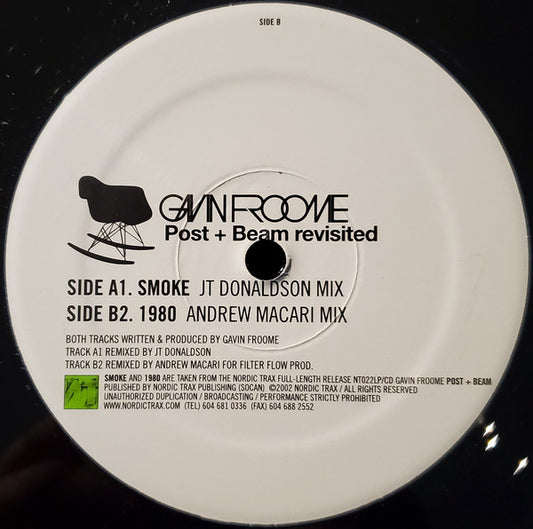 SIDE B
GAVIN FROOME
Post + Beam revisited
SIDE A1. SMOKE JT DONALDSON MIX
SIDE B2. 1980 ANDREW MACARI MIX
BOTH TRACKS WRITTEN & PRODUCED BY GAVIN FROOME
TRACK A1 REMIXED BY JT DONALDSON
TRACK B2 REMIXED BY ANDREW MACARI FOR FILTER FLOW PROD.
SMOKE AND 1980 ARE TAKEN FROM THE NORDIC TRAX FULL-LENGTH RELEASE NT022LP/CD GAVIN FROOME POST + BEAM
PUBLISHED BY NORDIC TRAX PUBLISHING (SOCAN) ©2002 NORDIC TRAX / ALL RIGHTS RESERVED
UNAUTHORIZED DUPLICATION / BROADCASTING / PERFORMANCE STRICTLY PROHIBITED
WWW.NORDICTRAX.COM (TEL) 604 681 0336 (FAX) 604 688 2552